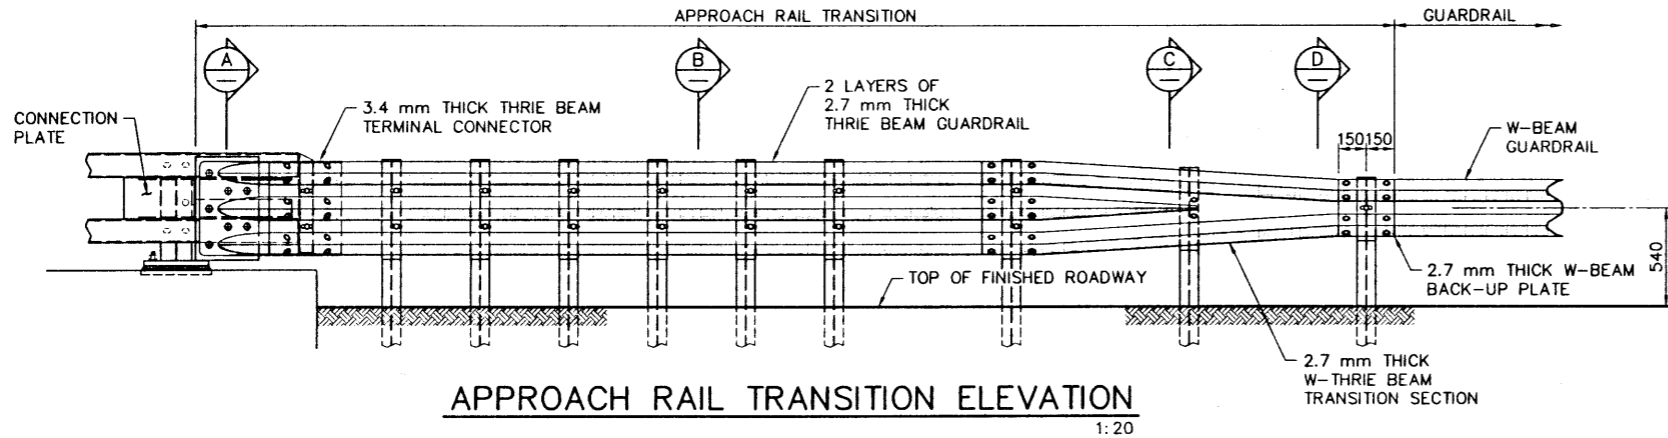 APPROACH RAIL TRANSITION
GUARDRAIL
A
B
C
D
CONNECTION
PLATE
3.4 mm THICK THRIE BEAM
TERMINAL CONNECTOR
2 LAYERS OF
2.7 mm THICK
THRIE BEAM GUARDRAIL
150 150
W-BEAM
GUARDRAIL
540
TOP OF FINISHED ROADWAY
2.7 mm THICK W-BEAM
BACK-UP PLATE
2.7 mm THICK
W-THRIE BEAM
TRANSITION SECTION
APPROACH RAIL TRANSITION ELEVATION
1:20